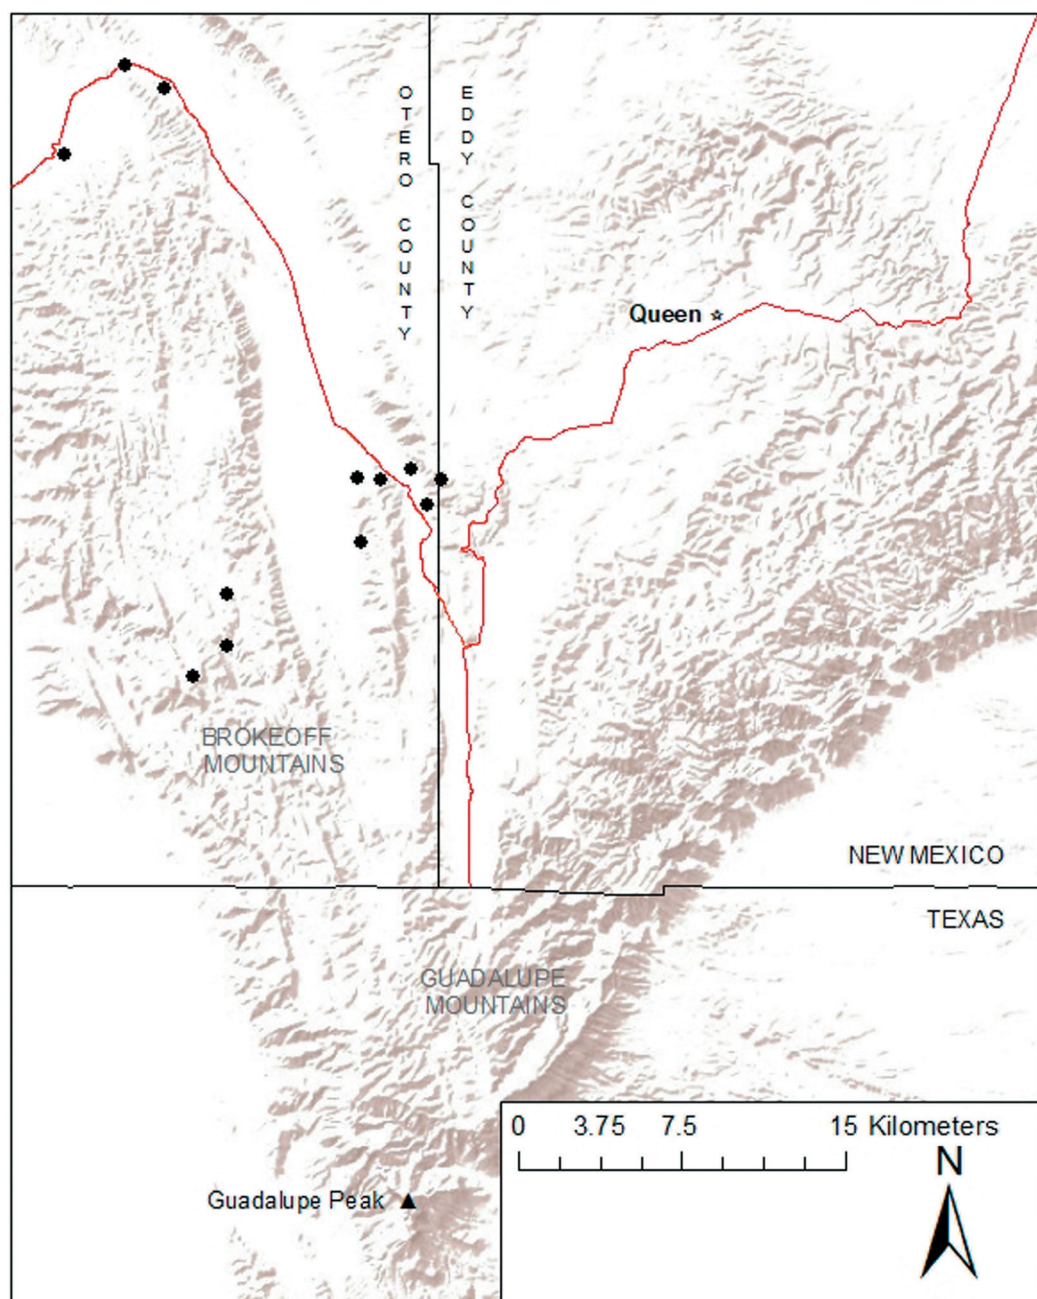 OTERO COUNTY
EDDY COUNTY
Queen
BROKEOFF
MOUNTAINS
NEW MEXICO
TEXAS
GUADALUPE
MOUNTAINS
0 3.75 7.5 15 Kilometers
N
Guadalupe Peak